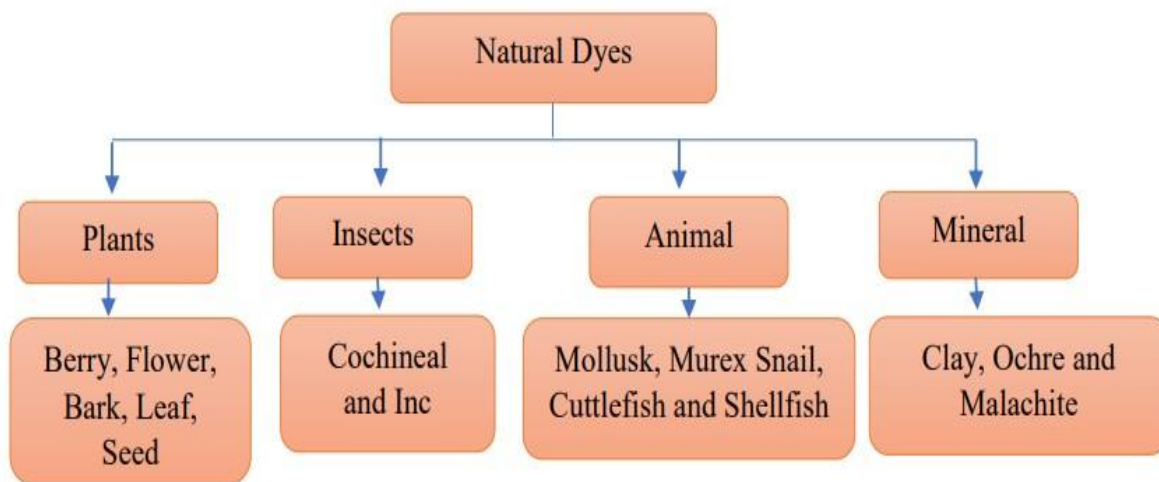 Natural Dyes
Plants
Insects
Animal
Mineral
Berry, Flower,
Bark, Leaf,
Seed
Cochineal
and Inc
Mollusk, Murex Snail,
Cuttlefish and Shellfish
Clay, Ochre and
Malachite